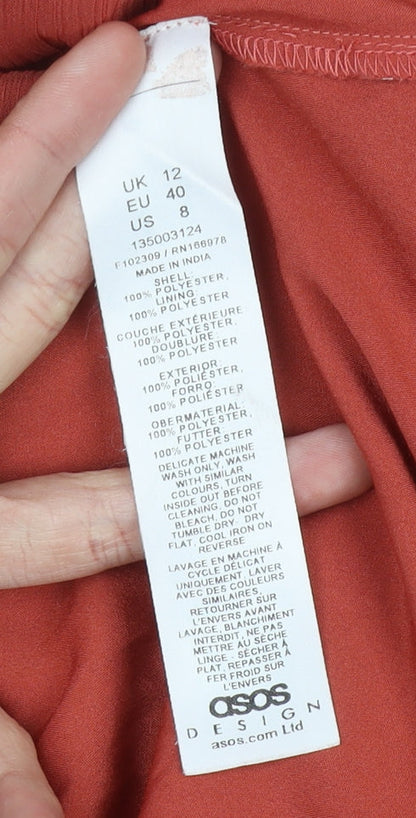 UK 12
EU 40
US 8
135003124
F102309 / RN166978
MADE IN INDIA
SHELL:
100% POLYESTER,
LINING:
100% POLYESTER
COUCHE EXTÉRIEURE
100% POLYESTER.
DOUBLURE:
100% POLYESTER
EXTERIOR:
100% POLIÉSTER,
FORRO:
100% POLIÉSTER
OBERMATERIAL:
100% POLYESTER,
FUTTER:
100% POLYESTER
DELICATE MACHINE
WASH ONLY, WASH
WITH SIMILAR
COLOURS, TURN
INSIDE OUT BEFORE
CLEANING, DO NOT
BLEACH, DO NOT
TUMBLE DRY. DRY
FLAT, COOL IRON ON
REVERSE
LAVAGE EN MACHINE À
CYCLE DÉLICAT
UNIQUEMENT, LAVER
AVEC DES COULEURS
SIMILAIRES,
RETOURNER SUR
L'ENVERS AVANT
LAVAGE, BLANCHIMENT
INTERDIT, NE PAS
METTRE AU SÈCHE
LINGE - SÉCHER À
PLAT, REPASSER À
FER FROID SUR
L'ENVERS
asos
DESIGN
asos.com Ltd